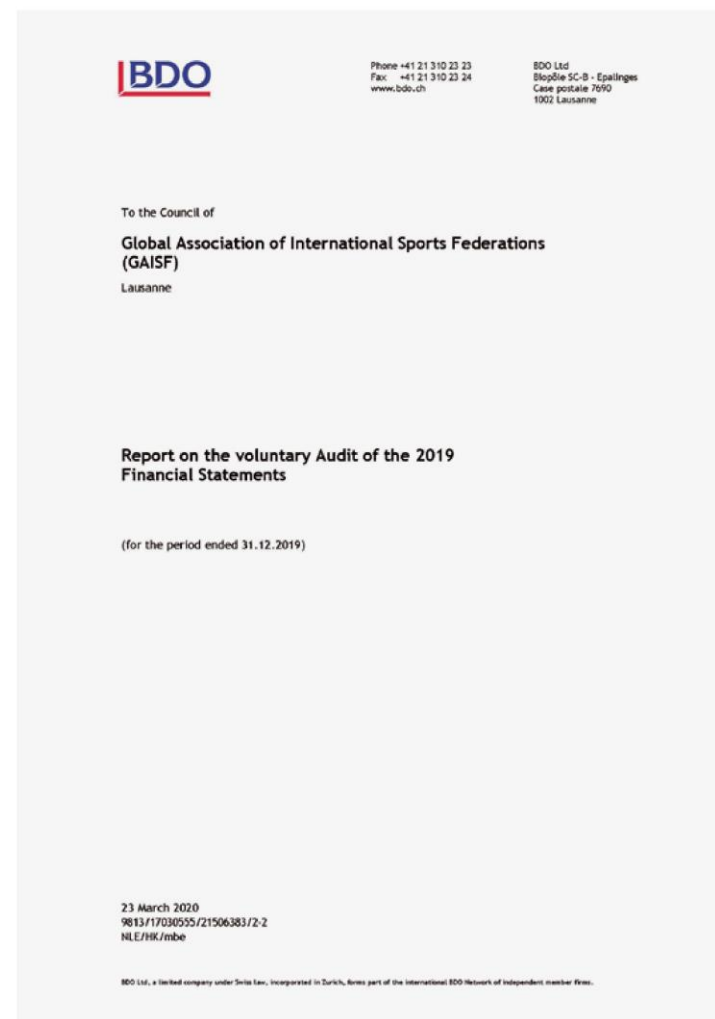 BDO
Phone +41 21 310 23 23
Fax +41 21 310 23 24
www.bdo.ch
BDO Ltd
Biopôle SC-B - Epalinges
Case postale 7690
1002 Lausanne
To the Council of
Global Association of International Sports Federations
(GAISF)
Lausanne
Report on the voluntary Audit of the 2019
Financial Statements
(for the period ended 31.12.2019)
23 March 2020
9813/17030555/21506383/2-2
NLE/HK/mbe
BDO Ltd, a limited company under Swiss Law, incorporated in Zurich, forms part of the international BDO Network of independent member firms.